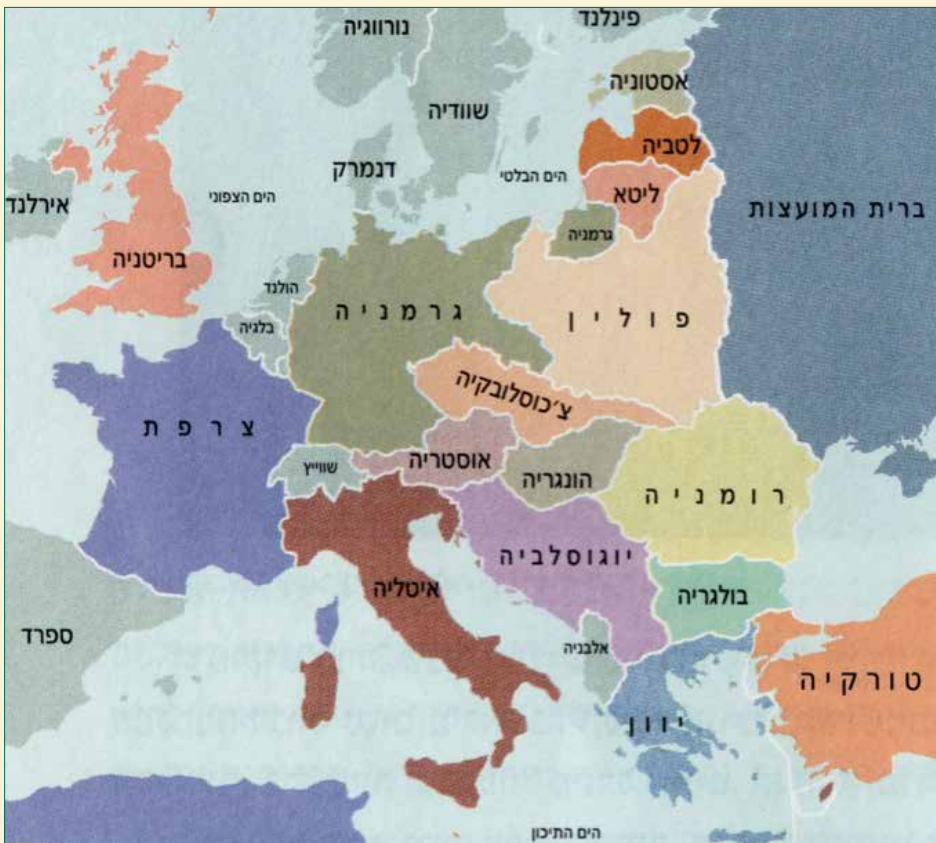 פינלנד
נורווגיה
אסטוניה
שוודיה
לטביה
דנמרק
הים הבלטי
ליטא
הים הצפוני
אירלנד
ברית המועצות
גרמניה
בריטניה
הולנד
גרמניה
פולין
בלגיה
צ'כוסלובקיה
צרפת
אוסטריה
שווייץ
הונגריה
רומניה
יוגוסלביה
איטליה
בולגריה
ספרד
אלבניה
טורקיה
יוון
הים התיכון